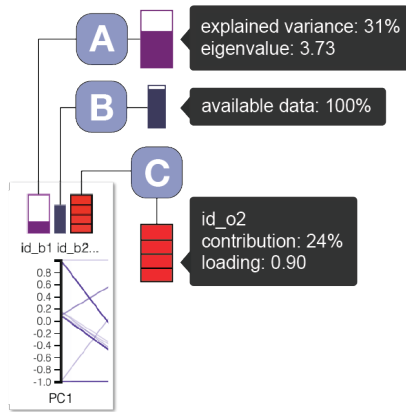 A
explained variance: 31%
eigenvalue: 3.73
B
available data: 100%
C
id_o2
contribution: 24%
loading: 0.90
id_b1 id_b2...
0.8
0.6
0.4
0.2
0.0
-0.2
-0.4
-0.6
-0.8
-1.0
PC1